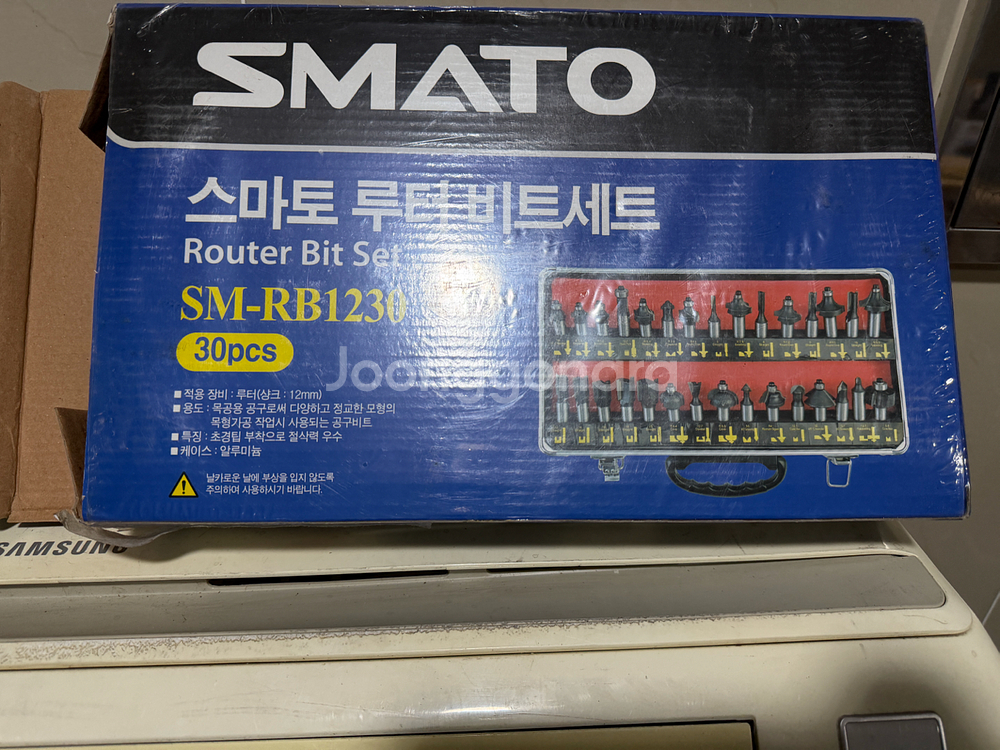 SMATO
스마토 루터 비트세트
Router Bit Set
SM-RB1230
30pcs
Joonggonara
■ 적용 장비 : 루터(샹크 : 12mm)
■ 용도 : 목공용 공구로써 다양하고 정교한 모형의
목형가공 작업시 사용되는 공구비트
■ 특징 : 초경팁 부착으로 절삭력 우수
■ 케이스 : 알루미늄
날카로운 날에 부상을 입지 않도록
주의하여 사용하시기 바랍니다.
SAMSUNG